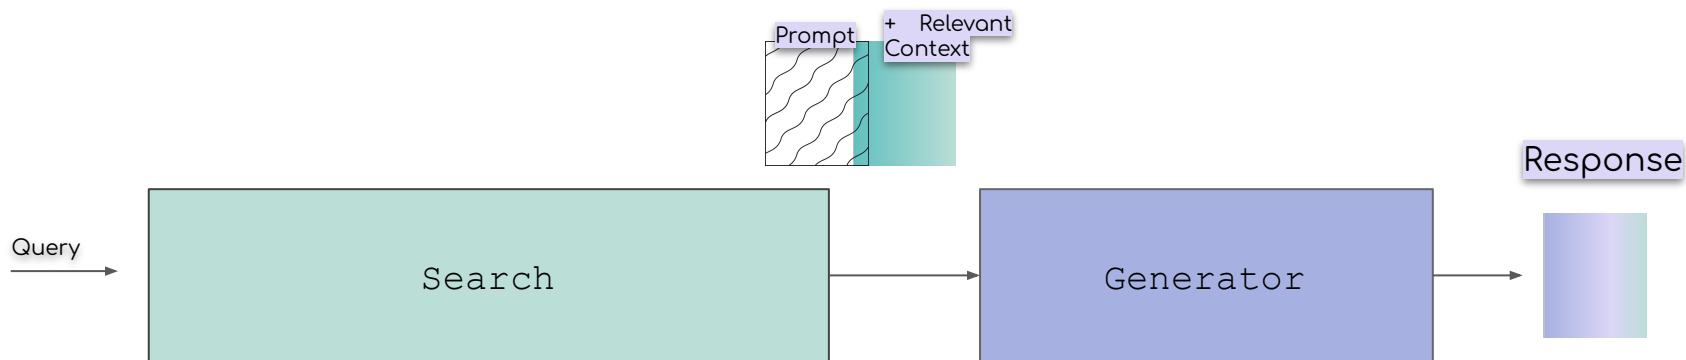 Prompt
+ Relevant
Context
Response
Query
Search
Generator